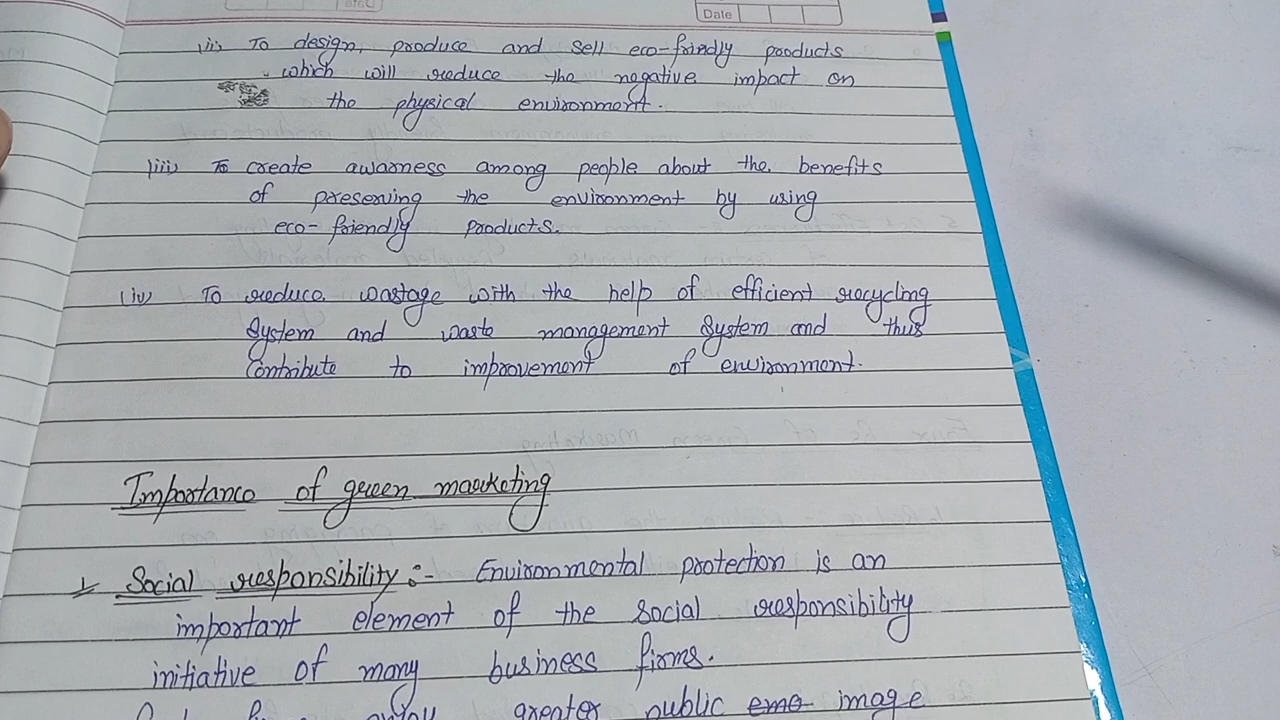 Date
(ii) To design, produce and sell eco-friendly products
which will reduce the negative impact on
the physical environment.
(iii) To create awarness among people about the benefits
of preserving the environment by using
eco-friendly products.
(iv) To reduce wastage with the help of efficient recycling
system and waste management system and thus
contribute to improvement of environment.
Importance of green marketing
1. Social responsibility :- Environmental protection is an
important element of the social responsibility
initiative of many business firms.
enjoy greater public emo image